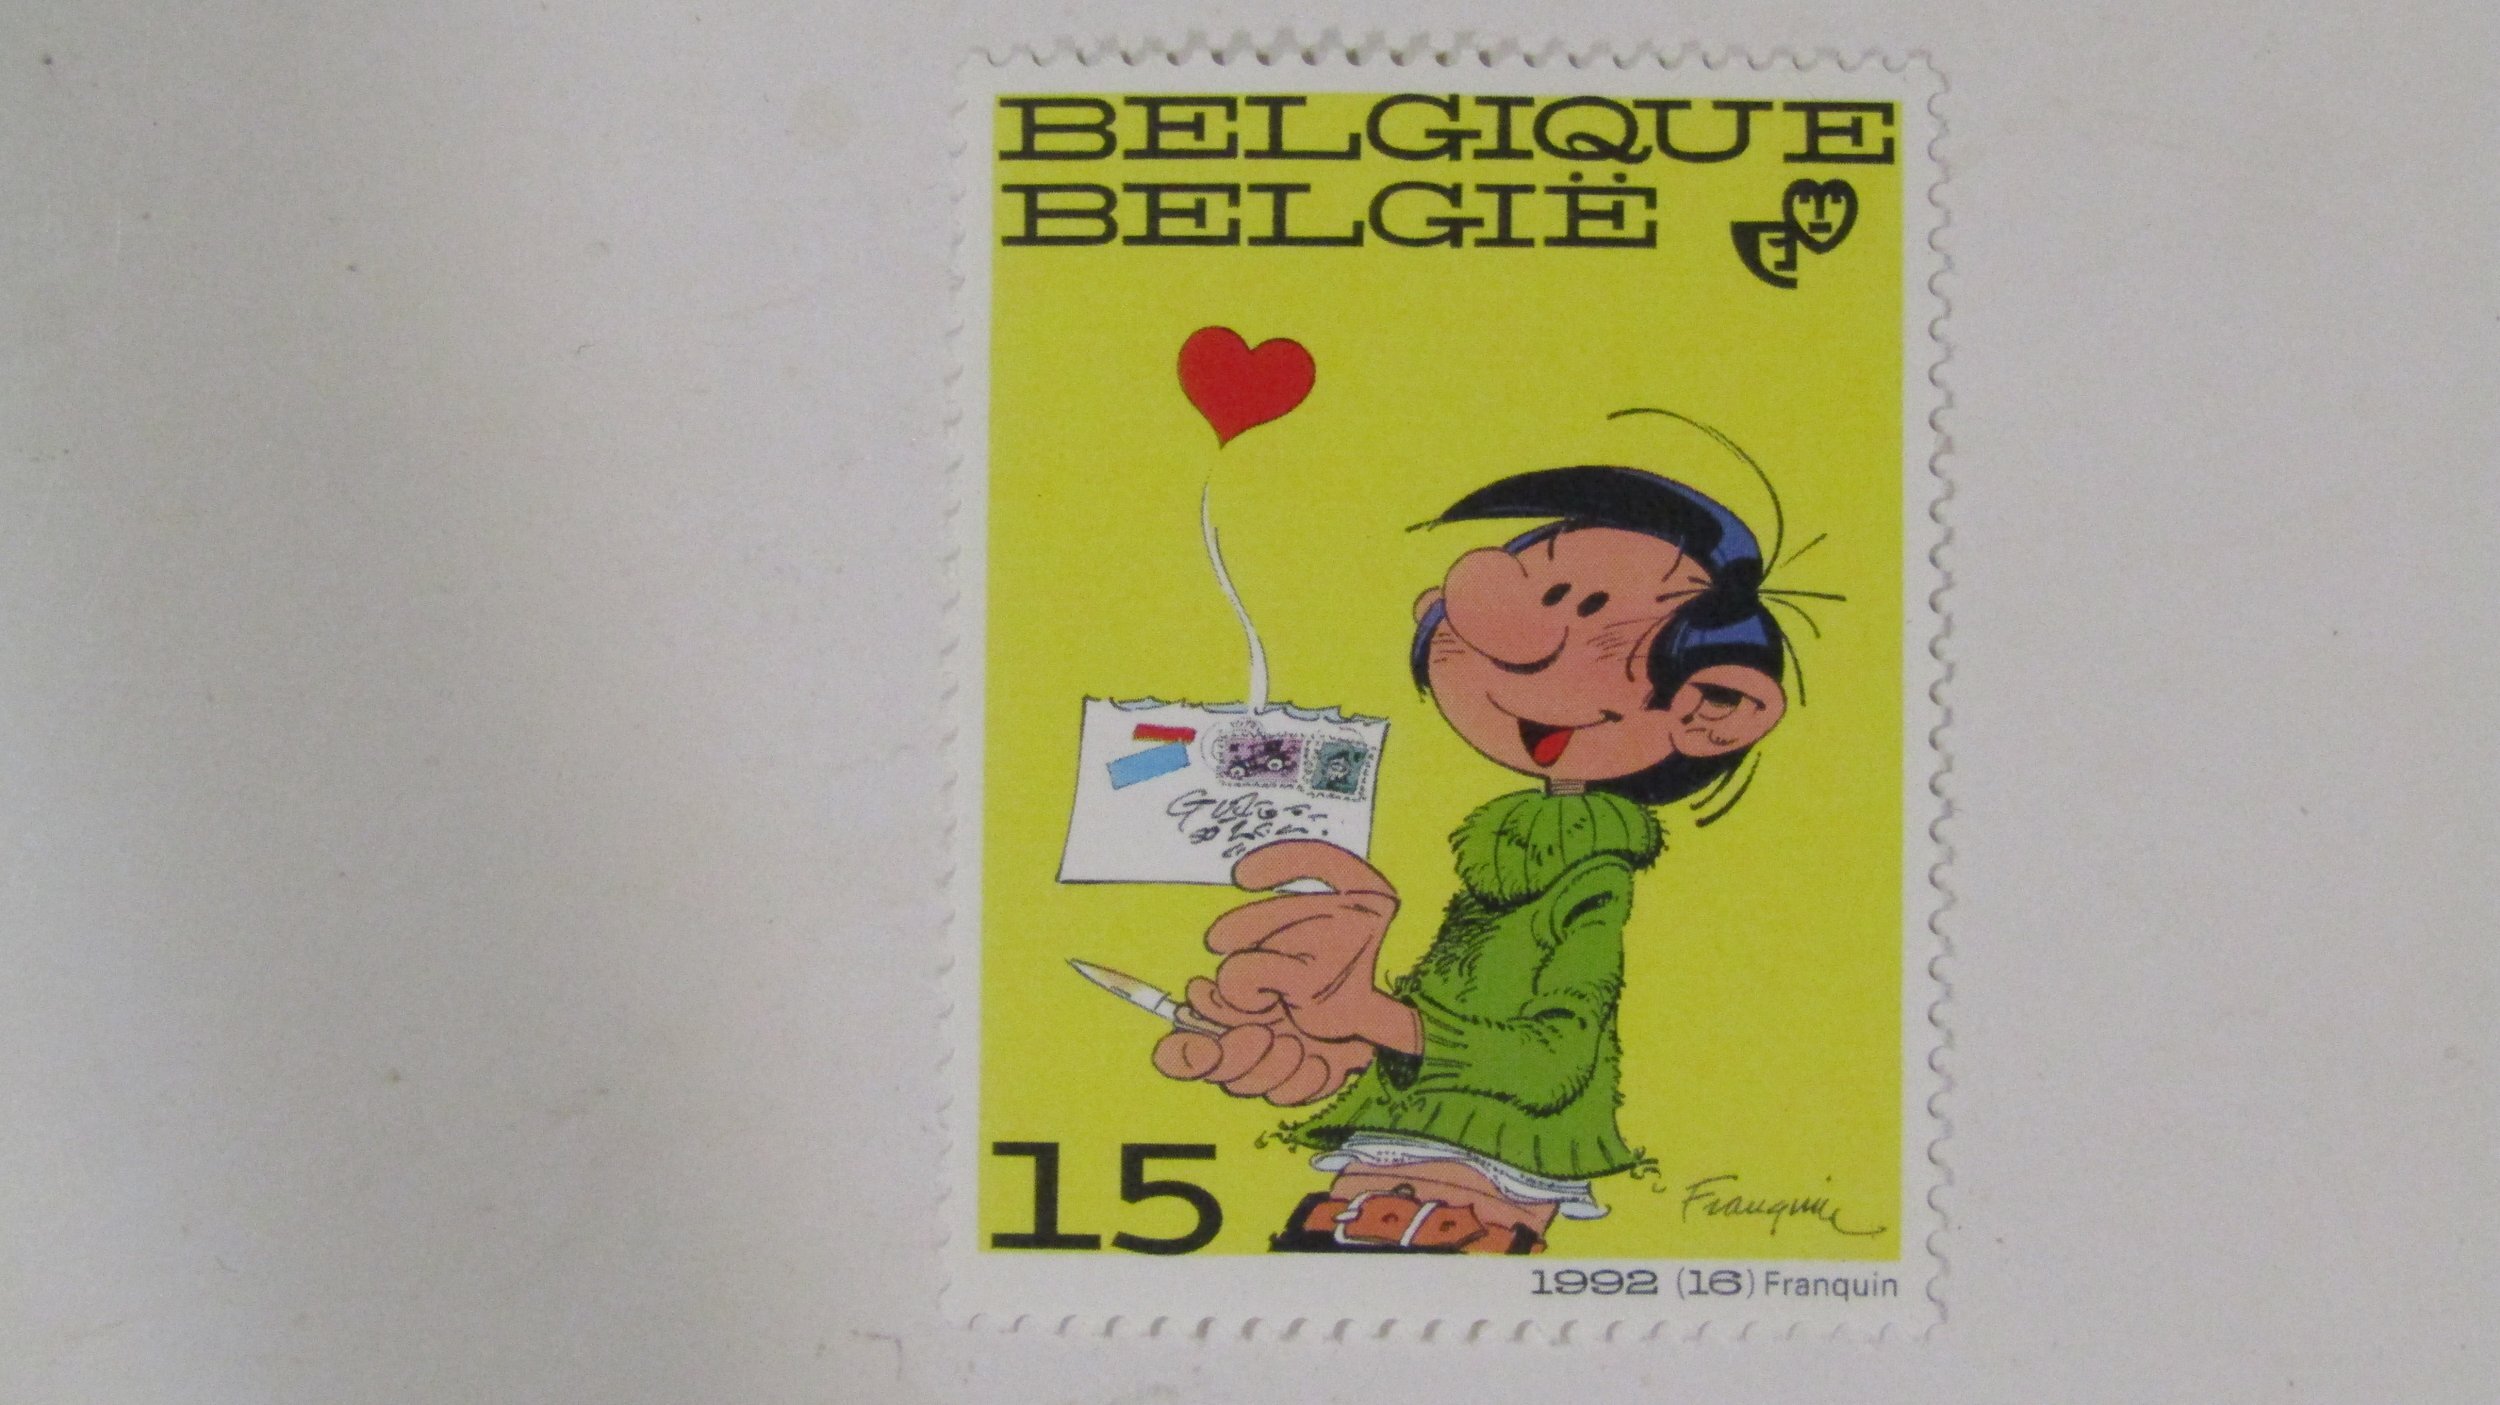 BELGIQUE
BELGIË
15
Franquin
1992 (16) Franquin